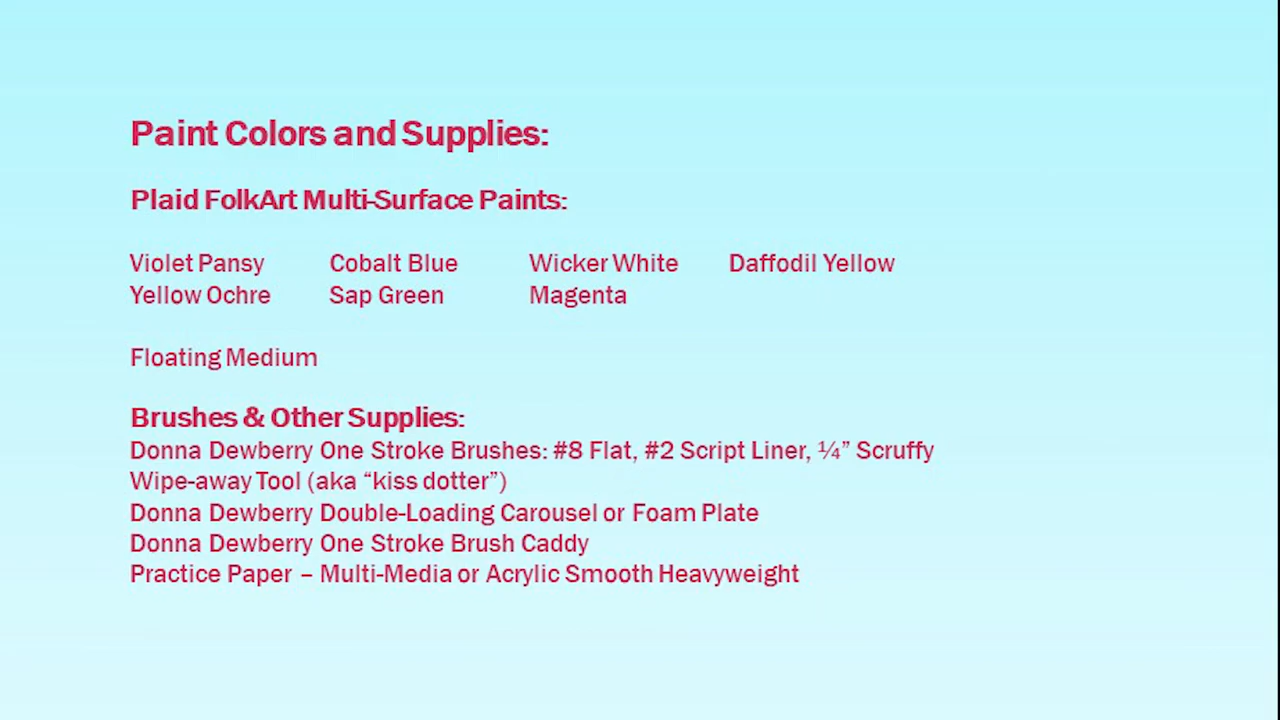 Paint Colors and Supplies:
Plaid FolkArt Multi-Surface Paints:
Violet Pansy Cobalt Blue Wicker White Daffodil Yellow
Yellow Ochre Sap Green Magenta
Floating Medium
Brushes & Other Supplies:
Donna Dewberry One Stroke Brushes: #8 Flat, #2 Script Liner, ¼” Scruffy
Wipe-away Tool (aka “kiss dotter”)
Donna Dewberry Double-Loading Carousel or Foam Plate
Donna Dewberry One Stroke Brush Caddy
Practice Paper – Multi-Media or Acrylic Smooth Heavyweight